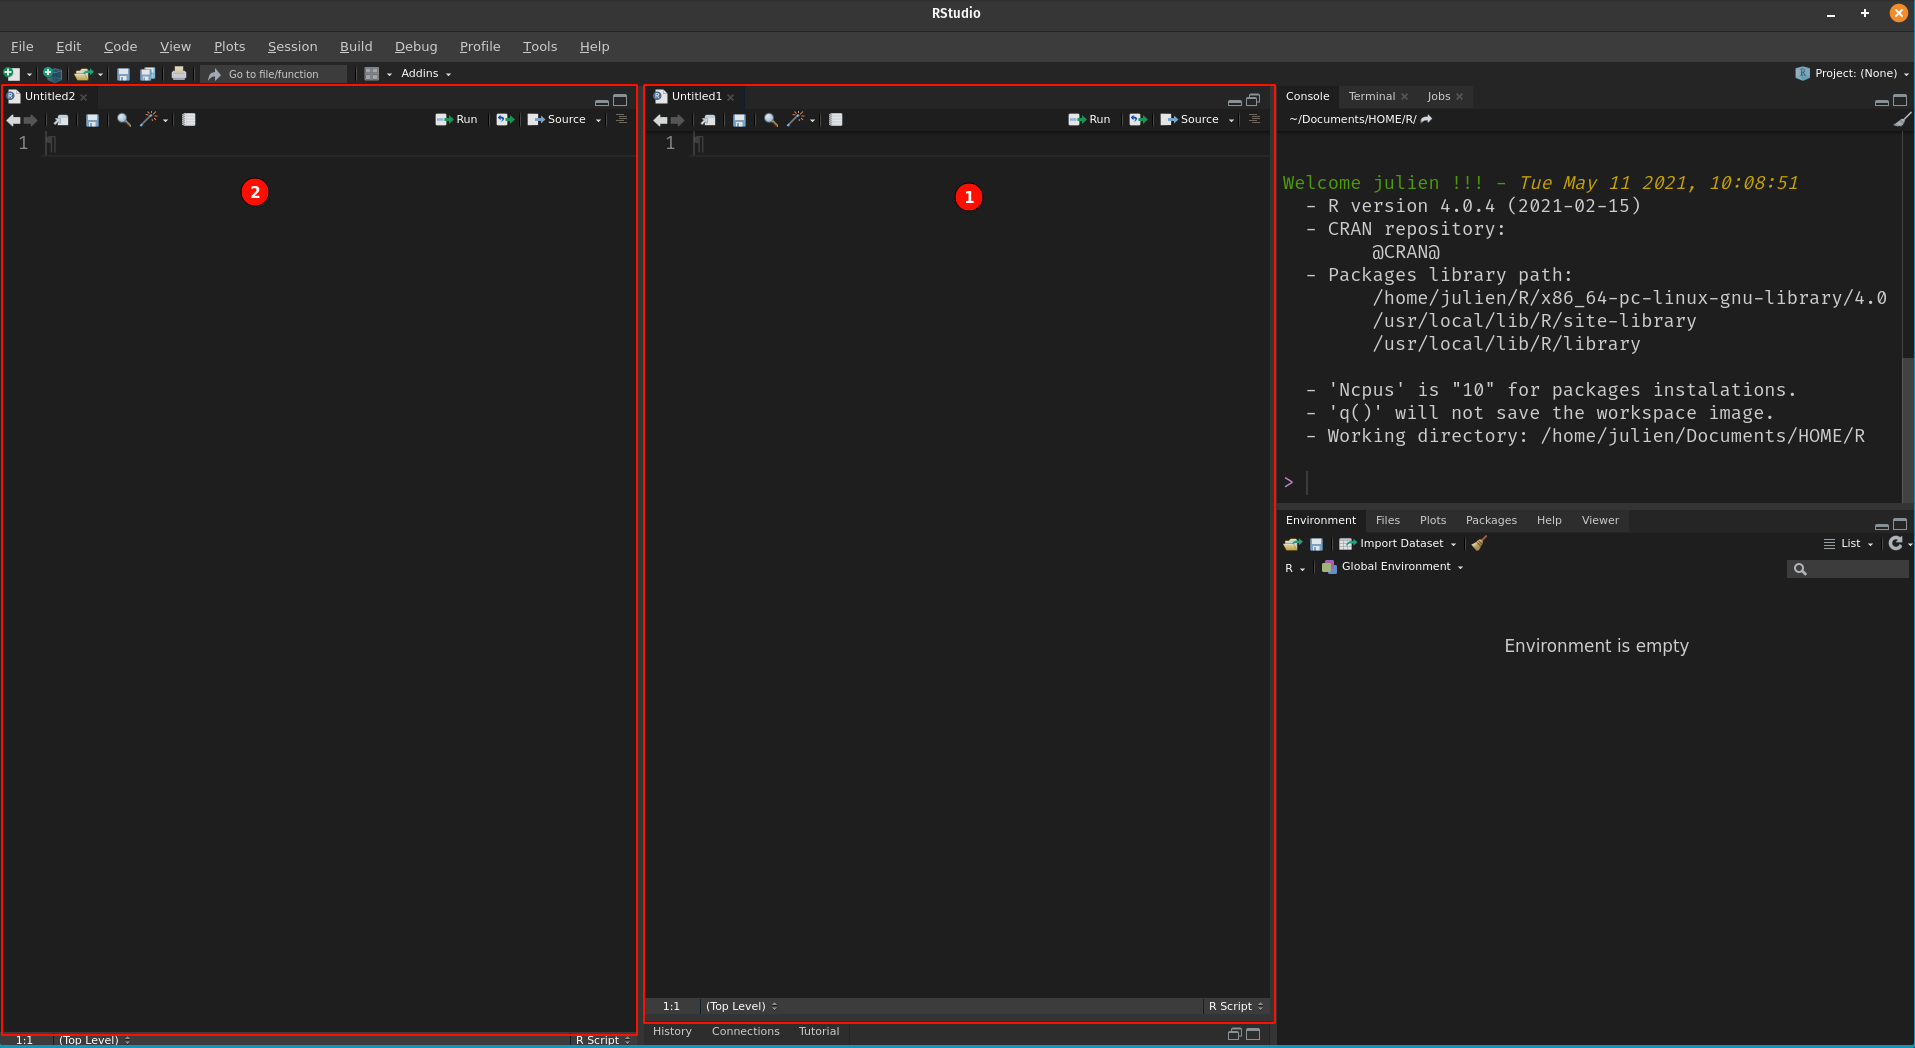 RStudio
File Edit Code View Plots Session Build Debug Profile Tools Help
Go to file/function Addins Project: (None)
Untitled2
Run Source
1 ¶
2
1:1 (Top Level) R Script
Untitled1
Run Source
1 ¶
1
1:1 (Top Level) R Script
History Connections Tutorial
Console Terminal Jobs
~/Documents/HOME/R/
Welcome julien !!! - Tue May 11 2021, 10:08:51
- R version 4.0.4 (2021-02-15)
- CRAN repository:
@CRAN@
- Packages library path:
/home/julien/R/x86_64-pc-linux-gnu-library/4.0
/usr/local/lib/R/site-library
/usr/local/lib/R/library
- 'Ncpus' is "10" for packages instalations.
- 'q()' will not save the workspace image.
- Working directory: /home/julien/Documents/HOME/R
>
Environment Files Plots Packages Help Viewer
Import Dataset List
R Global Environment
Environment is empty